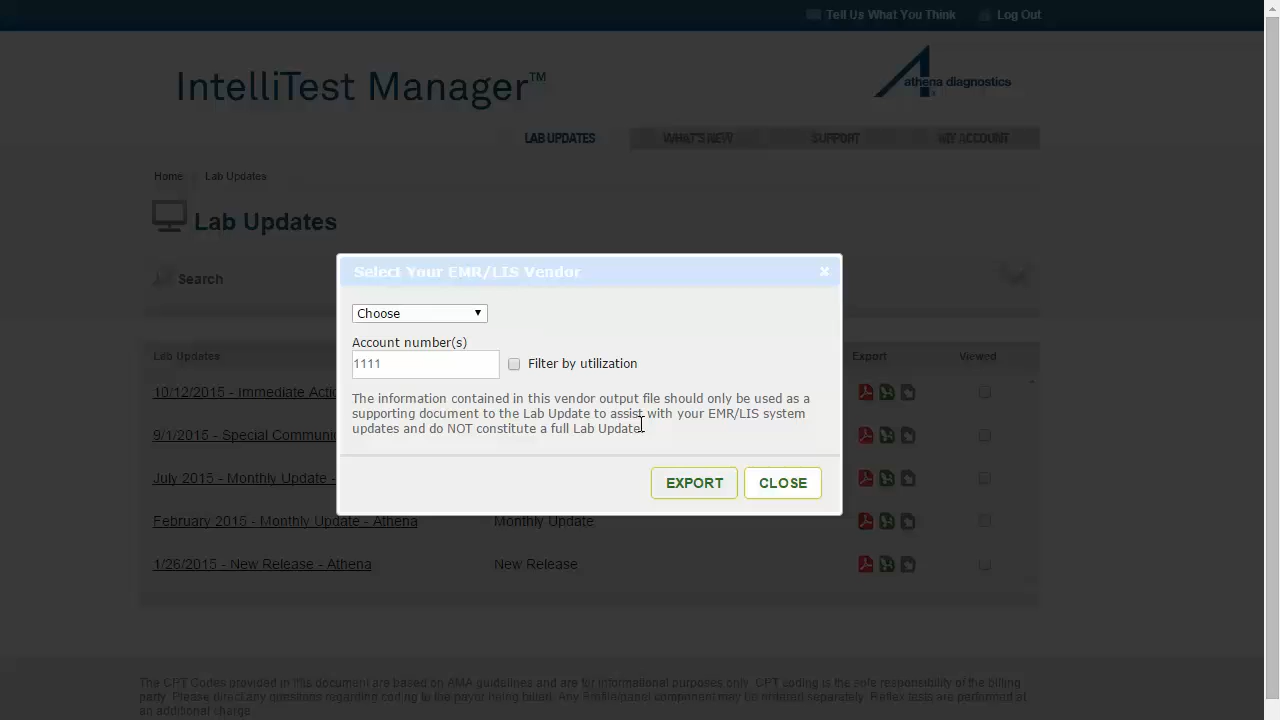 Tell Us What You Think
Log Out
IntelliTest Manager™
athena diagnostics
LAB UPDATES
WHAT'S NEW
SUPPORT
MY ACCOUNT
Home
Lab Updates
Lab Updates
Search
Select Your EMR/LIS Vendor
x
Choose
Account number(s)
1111
Filter by utilization
The information contained in this vendor output file should only be used as a
supporting document to the Lab Update to assist with your EMR/LIS system
updates and do NOT constitute a full Lab Update.
EXPORT
CLOSE
Lab Updates
Export
Viewed
10/12/2015 - Immediate Actio
9/1/2015 - Special Communi
July 2015 - Monthly Update -
February 2015 - Monthly Update - Athena
Monthly Update
1/26/2015 - New Release - Athena
New Release
The CPT Codes provided in this document are based on AMA guidelines and are for informational purposes only. CPT coding is the sole responsibility of the billing
party. Please direct any questions regarding coding to the payor being billed. Any Profile/panel component may be ordered separately. Reflex tests are performed at
an additional charge.